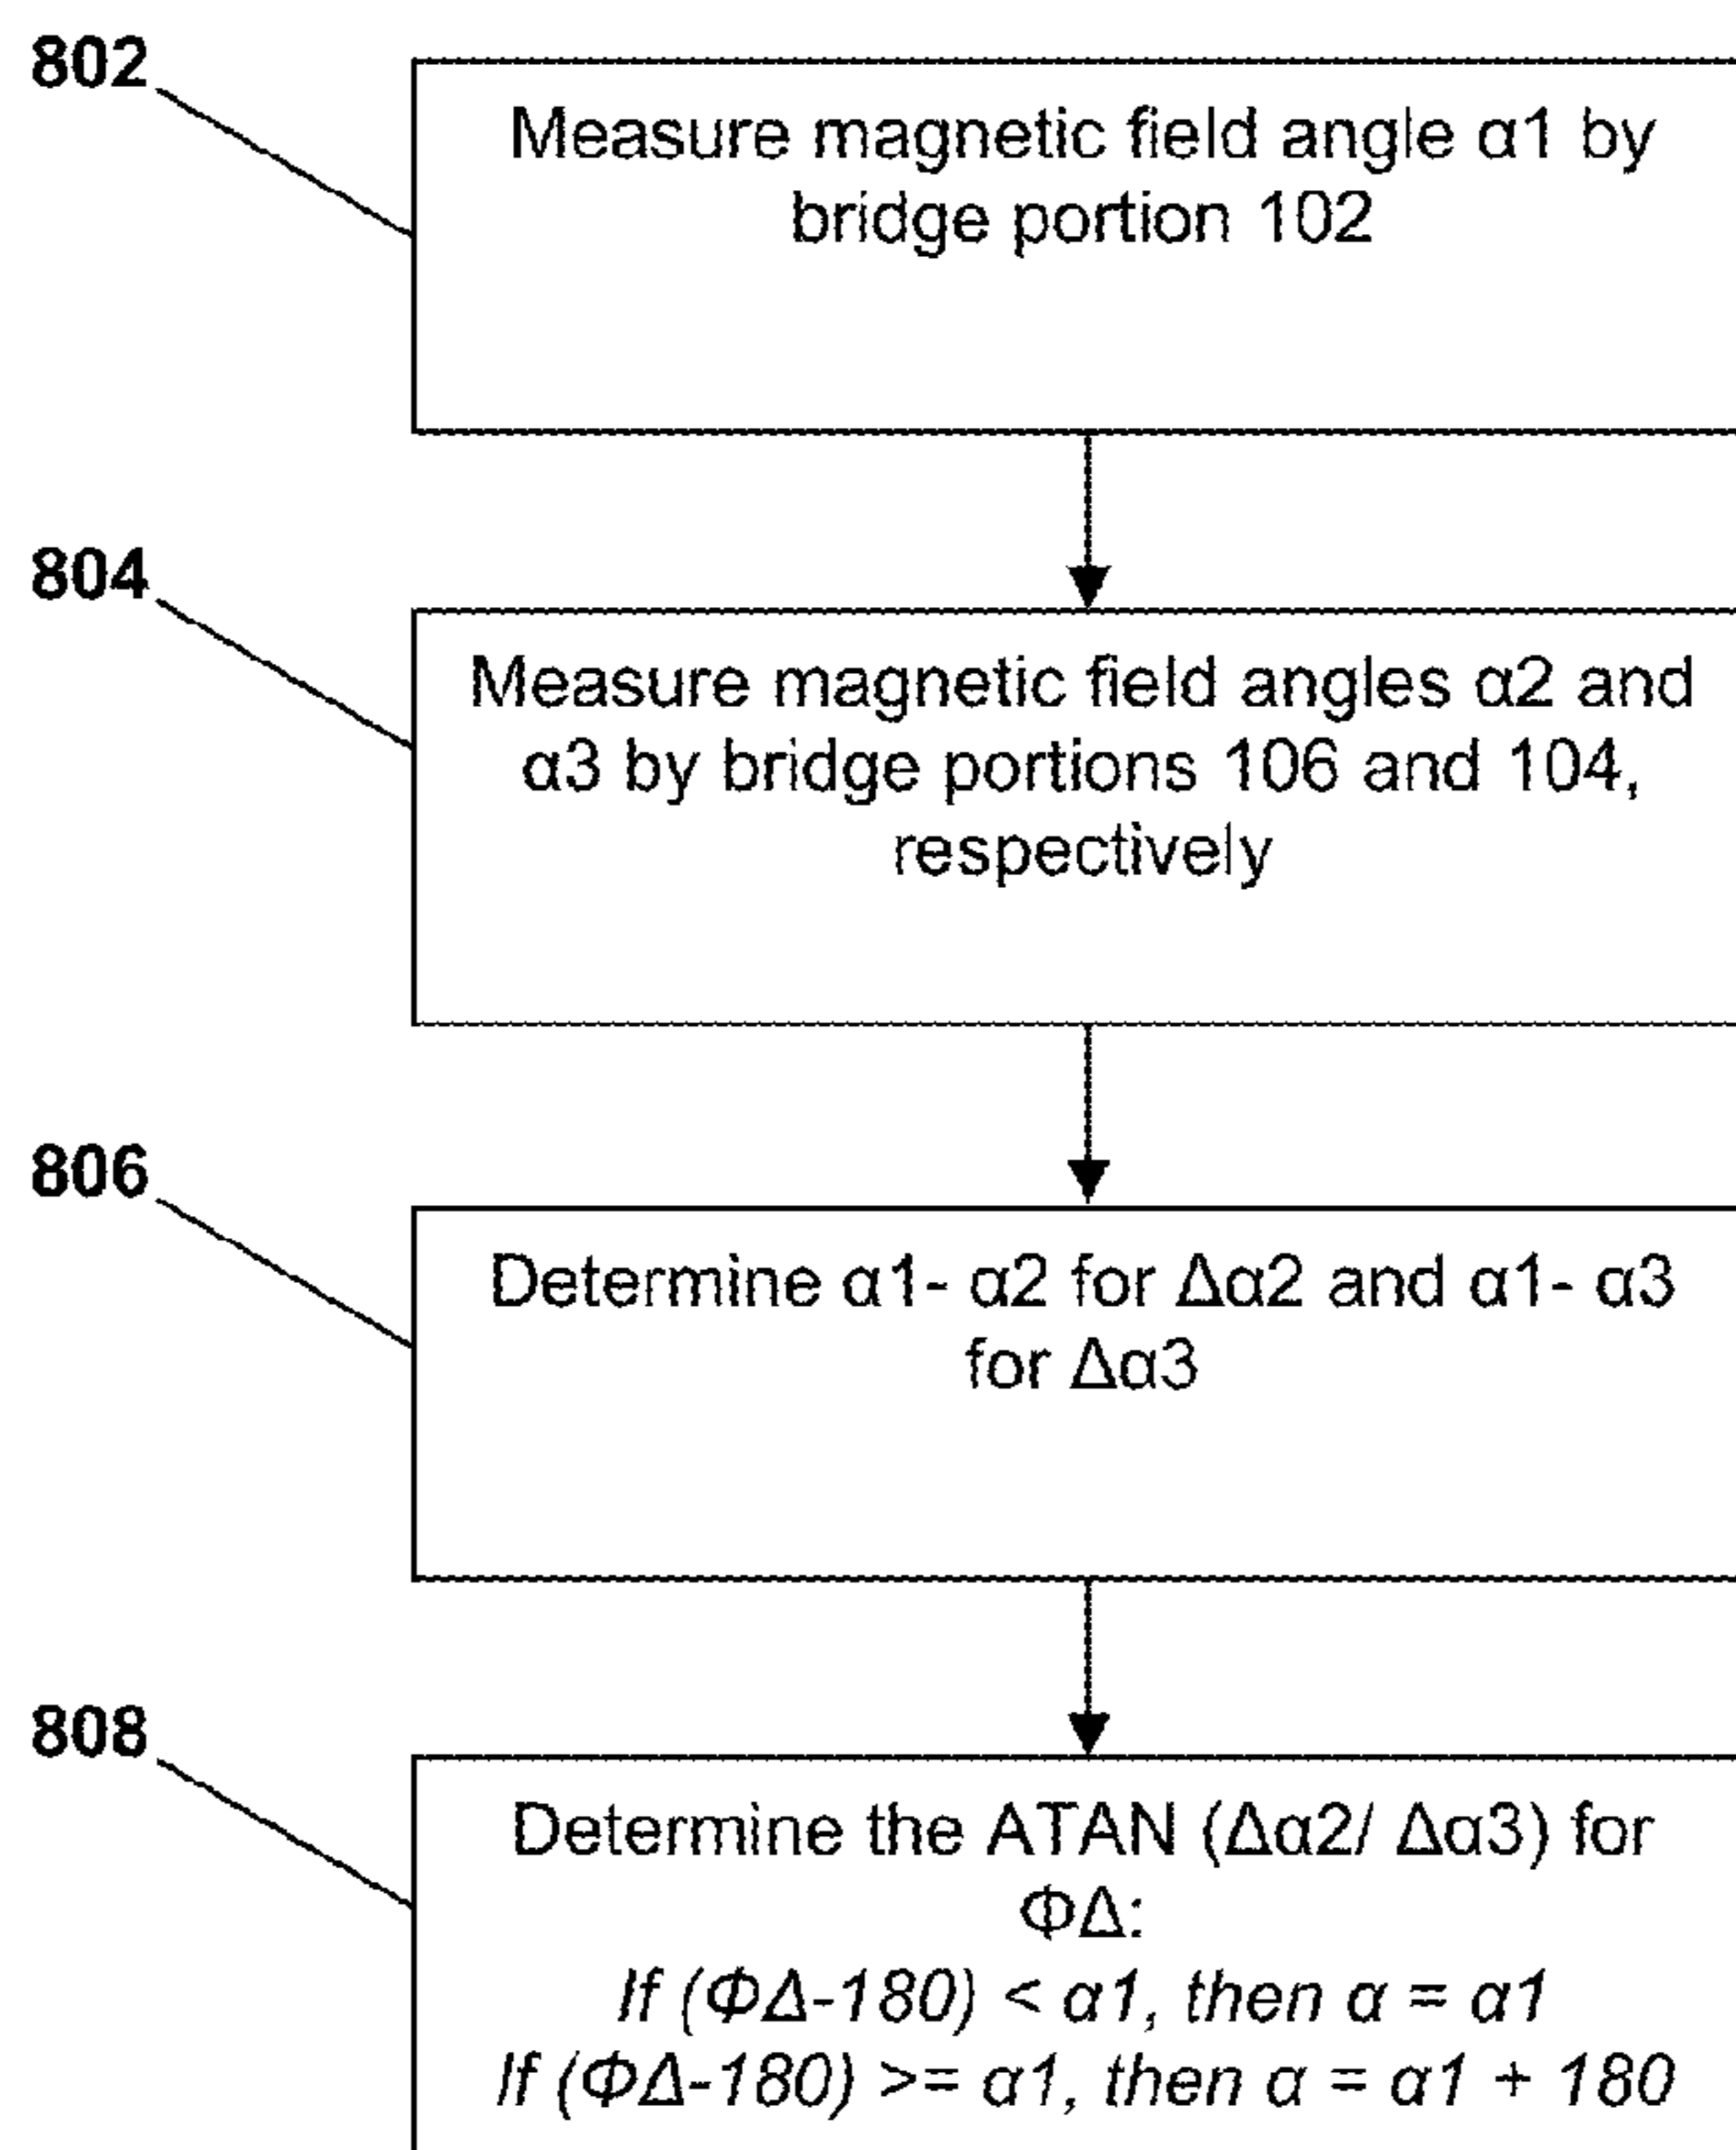 802
Measure magnetic field angle α1 by
bridge portion 102
804
Measure magnetic field angles α2 and
α3 by bridge portions 106 and 104,
respectively
806
Determine α1- α2 for Δα2 and α1- α3
for Δα3
808
Determine the ATAN (Δα2/ Δα3) for
ΦΔ:
If (ΦΔ-180) < α1, then α = α1
If (ΦΔ-180) >= α1, then α = α1 + 180